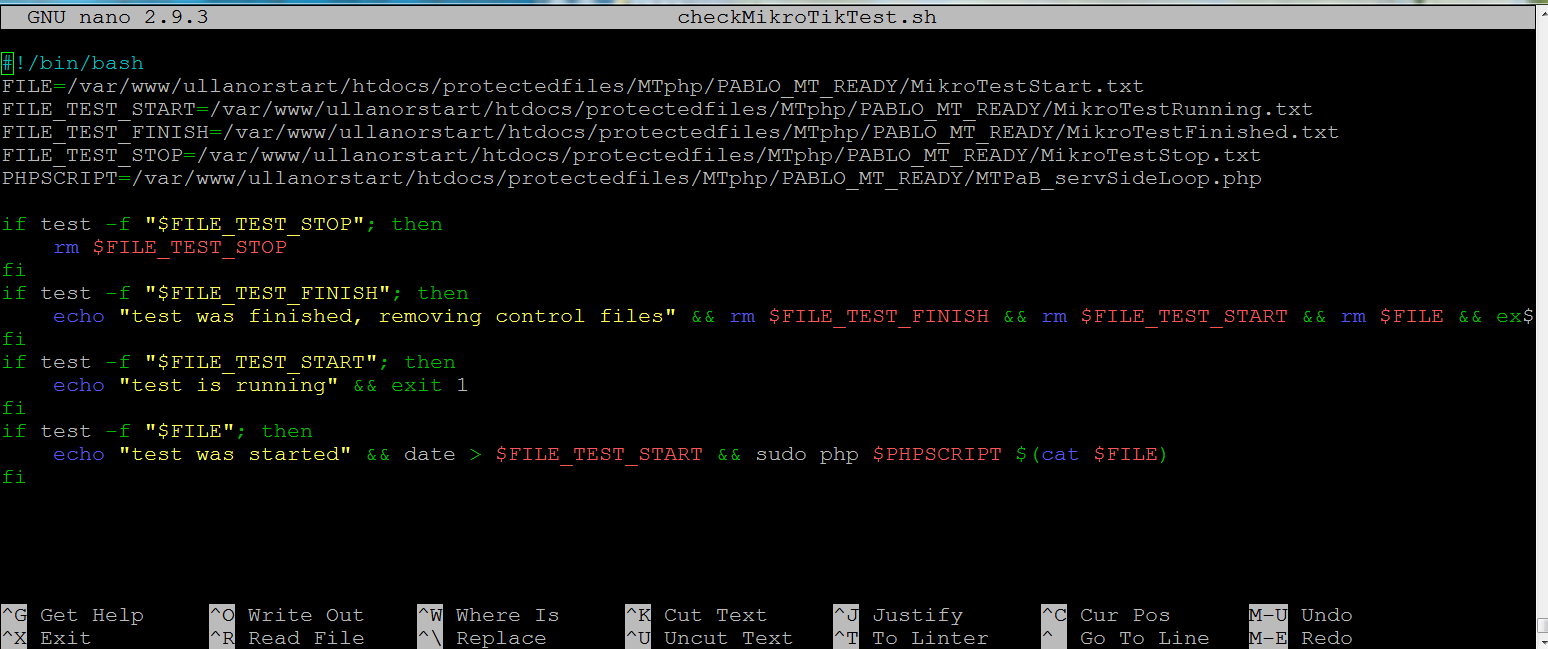 GNU nano 2.9.3 checkMikroTikTest.sh
#!/bin/bash
FILE=/var/www/ullanorstart/htdocs/protectedfiles/MTphp/PABLO_MT_READY/MikroTestStart.txt
FILE_TEST_START=/var/www/ullanorstart/htdocs/protectedfiles/MTphp/PABLO_MT_READY/MikroTestRunning.txt
FILE_TEST_FINISH=/var/www/ullanorstart/htdocs/protectedfiles/MTphp/PABLO_MT_READY/MikroTestFinished.txt
FILE_TEST_STOP=/var/www/ullanorstart/htdocs/protectedfiles/MTphp/PABLO_MT_READY/MikroTestStop.txt
PHPSCRIPT=/var/www/ullanorstart/htdocs/protectedfiles/MTphp/PABLO_MT_READY/MTPaB_servSideLoop.php
if test -f "$FILE_TEST_STOP"; then
    rm $FILE_TEST_STOP
fi
if test -f "$FILE_TEST_FINISH"; then
    echo "test was finished, removing control files" && rm $FILE_TEST_FINISH && rm $FILE_TEST_START && rm $FILE && ex$
fi
if test -f "$FILE_TEST_START"; then
    echo "test is running" && exit 1
fi
if test -f "$FILE"; then
    echo "test was started" && date > $FILE_TEST_START && sudo php $PHPSCRIPT $(cat $FILE)
fi
^G Get Help ^O Write Out ^W Where Is ^K Cut Text ^J Justify ^C Cur Pos M-U Undo
^X Exit ^R Read File ^\ Replace ^U Uncut Text ^T To Linter ^_ Go To Line M-E Redo